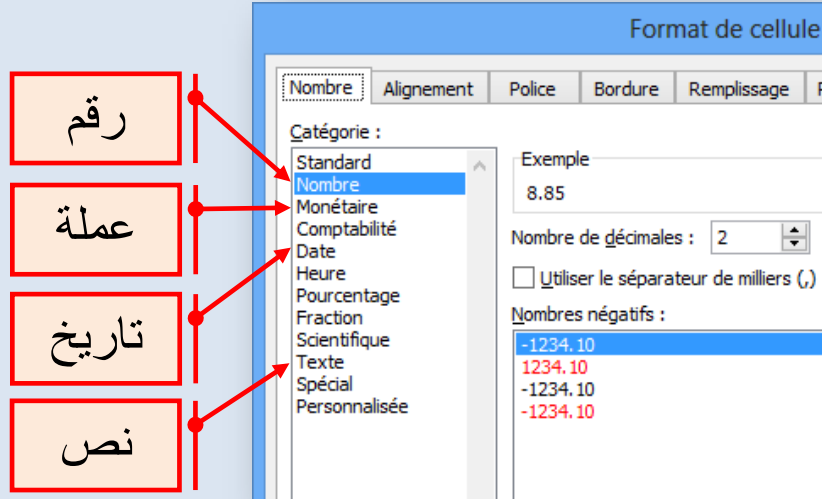 Format de cellule
Nombre Alignement Police Bordure Remplissage
رقم
عملة
تاريخ
نص
Catégorie :
Standard
Nombre
Monétaire
Comptabilité
Date
Heure
Pourcentage
Fraction
Scientifique
Texte
Spécial
Personnalisée
Exemple
8.85
Nombre de décimales : 2
Utiliser le séparateur de milliers (,)
Nombres négatifs :
-1234.10
1234.10
-1234.10
-1234.10